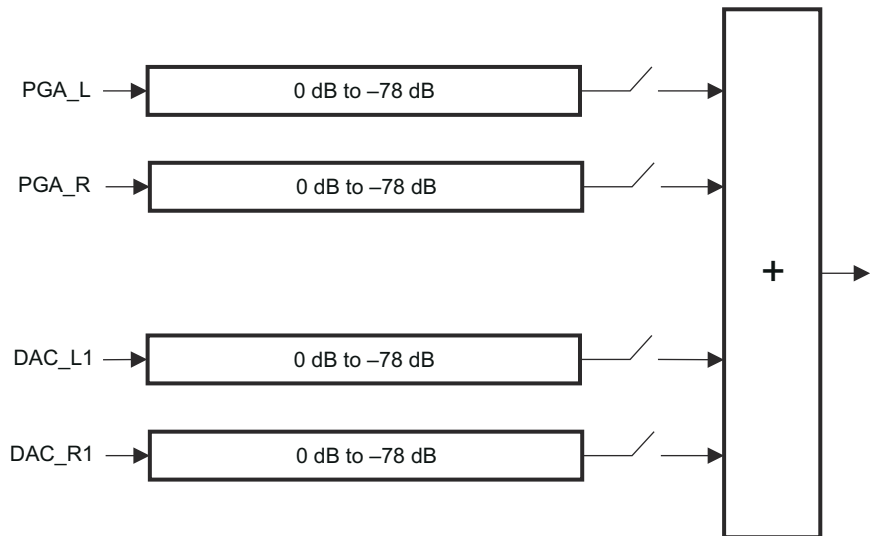 PGA_L
0 dB to –78 dB
PGA_R
0 dB to –78 dB
+
DAC_L1
0 dB to –78 dB
DAC_R1
0 dB to –78 dB